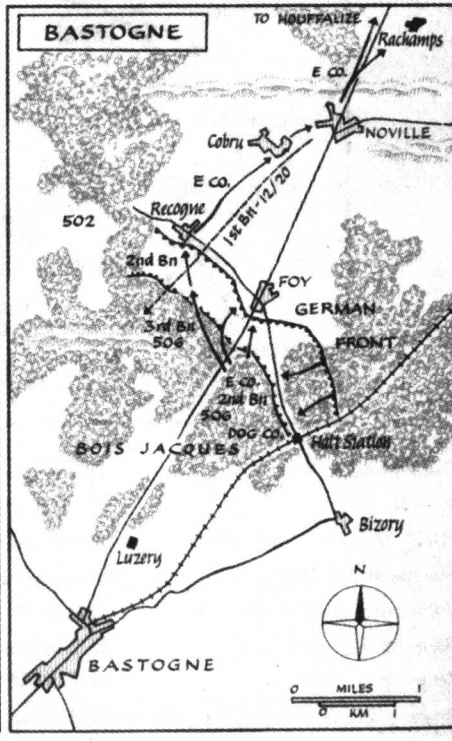 BASTOGNE
TO HOUFFALIZE
Rachamps
E CO.
NOVILLE
Cobru
E CO.
1st Bn - 12/20
Recogne
502
2nd Bn
FOY
GERMAN
FRONT
3rd Bn
506
E CO.
2nd Bn
506
DOG CO.
Halt Station
BOIS JACQUES
Bizory
Luzery
N
BASTOGNE
0 MILES 1
0 KM 1